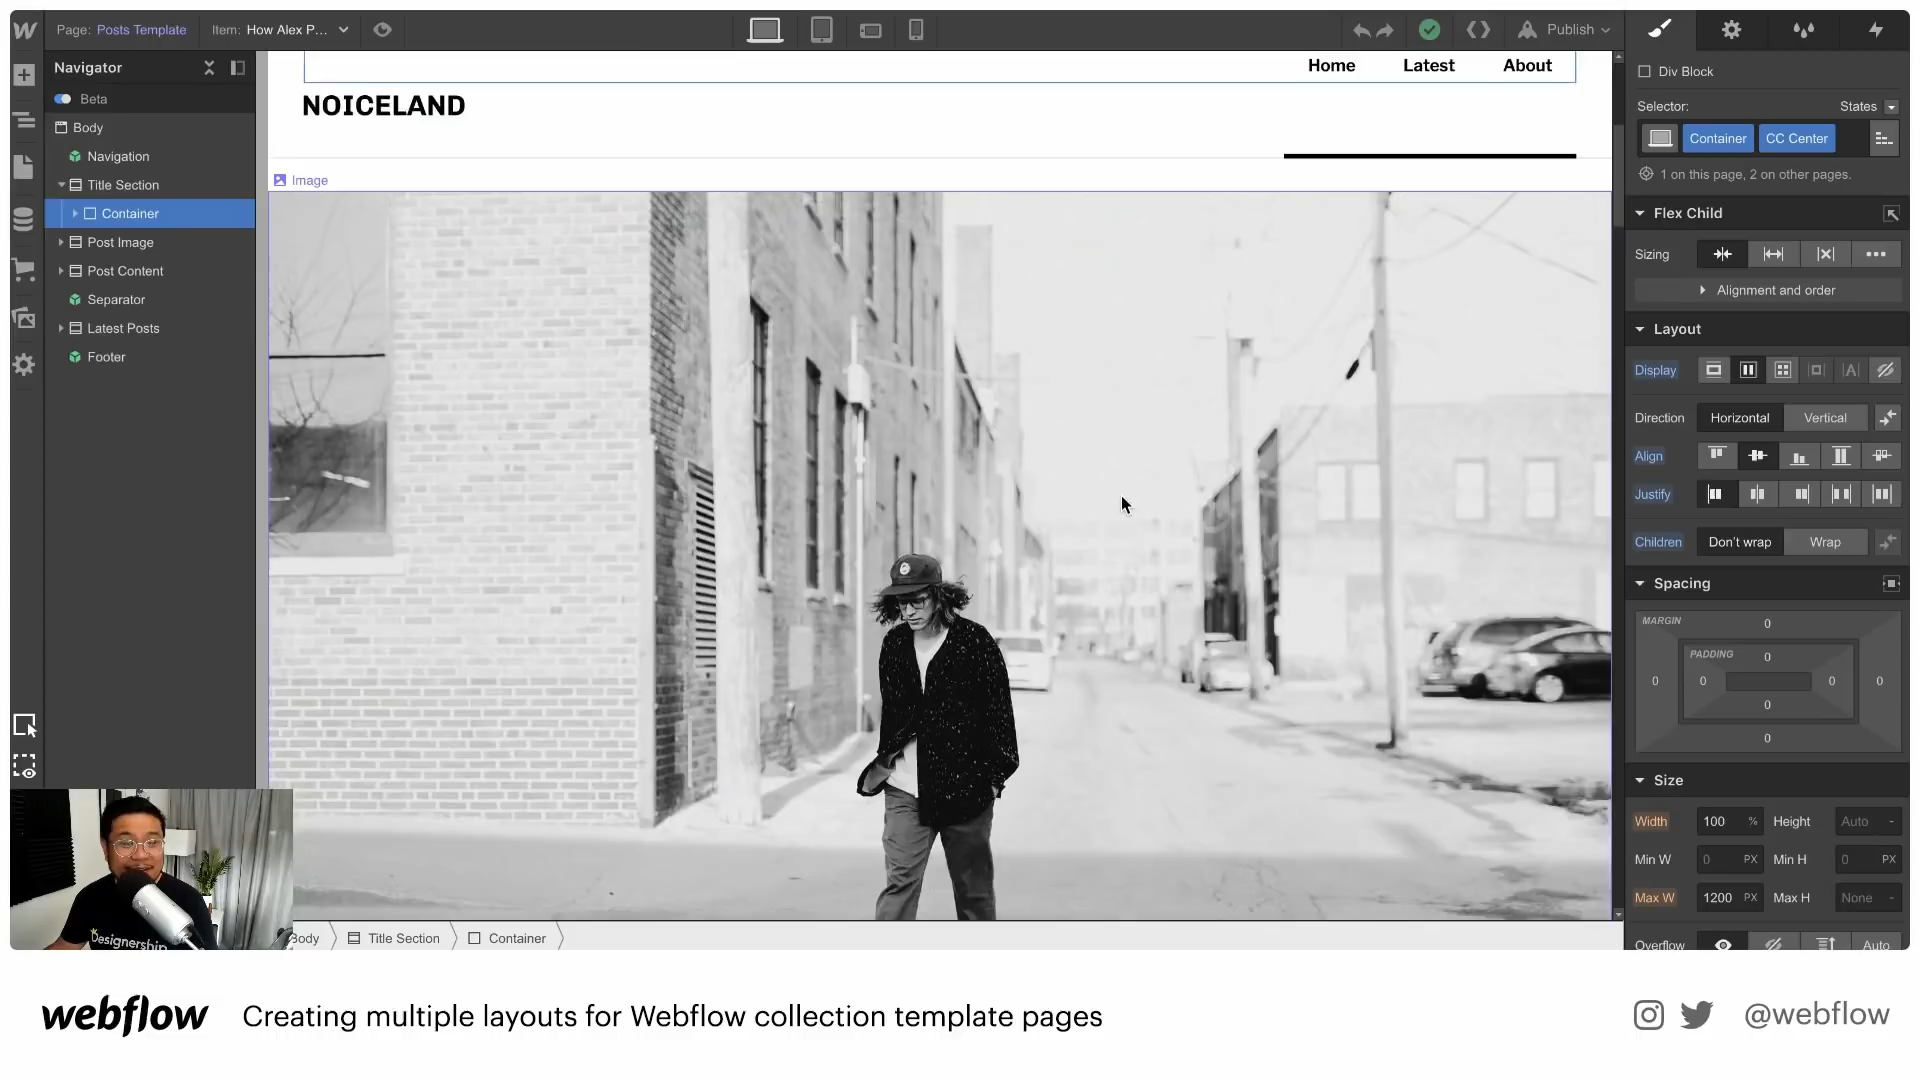 Page: Posts Template Item: How Alex P... Publish
Navigator
Beta
Body
Navigation
Title Section
Container
Post Image
Post Content
Separator
Latest Posts
Footer
Home Latest About
NOICELAND
Image
Div Block
Selector: States
Container CC Center
1 on this page, 2 on other pages.
Flex Child
Sizing
Alignment and order
Layout
Display
Direction Horizontal Vertical
Align
Justify
Children Don't wrap Wrap
Spacing
MARGIN 0
PADDING 0
0 0 0 0
0
0
Size
Width 100 % Height Auto -
Min W 0 PX Min H 0 PX
Max W 1200 PX Max H None -
Overflow Auto
Designership
Body Title Section Container
webflow Creating multiple layouts for Webflow collection template pages @webflow